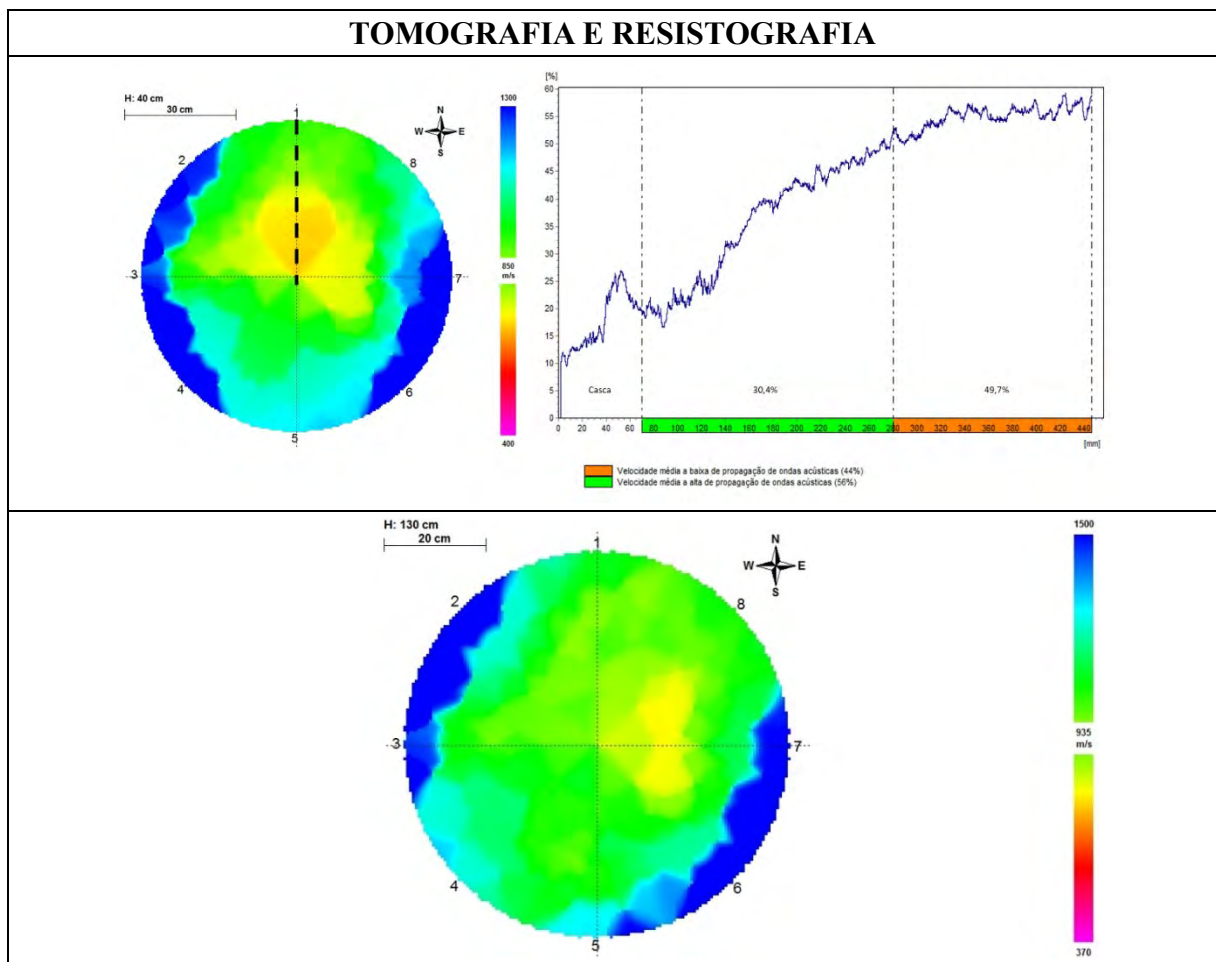 TOMOGRAFIA E RESISTOGRAFIA
H: 40 cm
30 cm
N
W E
S
1
2
3
4
5
6
7
8
1300
850
m/s
400
[%]
60
55
50
45
40
35
30
25
20
15
10
5
0
Casca 30,4% 49,7%
0 20 40 60 80 100 120 140 160 180 200 220 240 260 280 300 320 340 360 380 400 420 440
[mm]
Velocidade média a baixa de propagação de ondas acústicas (44%)
Velocidade média a alta de propagação de ondas acústicas (56%)
H: 130 cm
20 cm
N
W E
S
1
2
3
4
5
6
7
8
1500
935
m/s
370